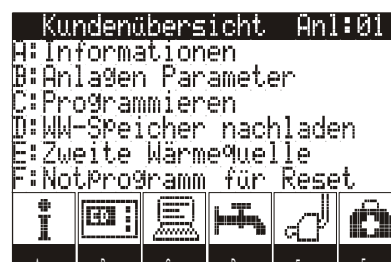 Kundenübersicht Anl:01
A:Informationen
B:Anlagen Parameter
C:Programmieren
D:WW-Speicher nachladen
E:Zweite Wärmequelle
F:Notprogramm für Reset